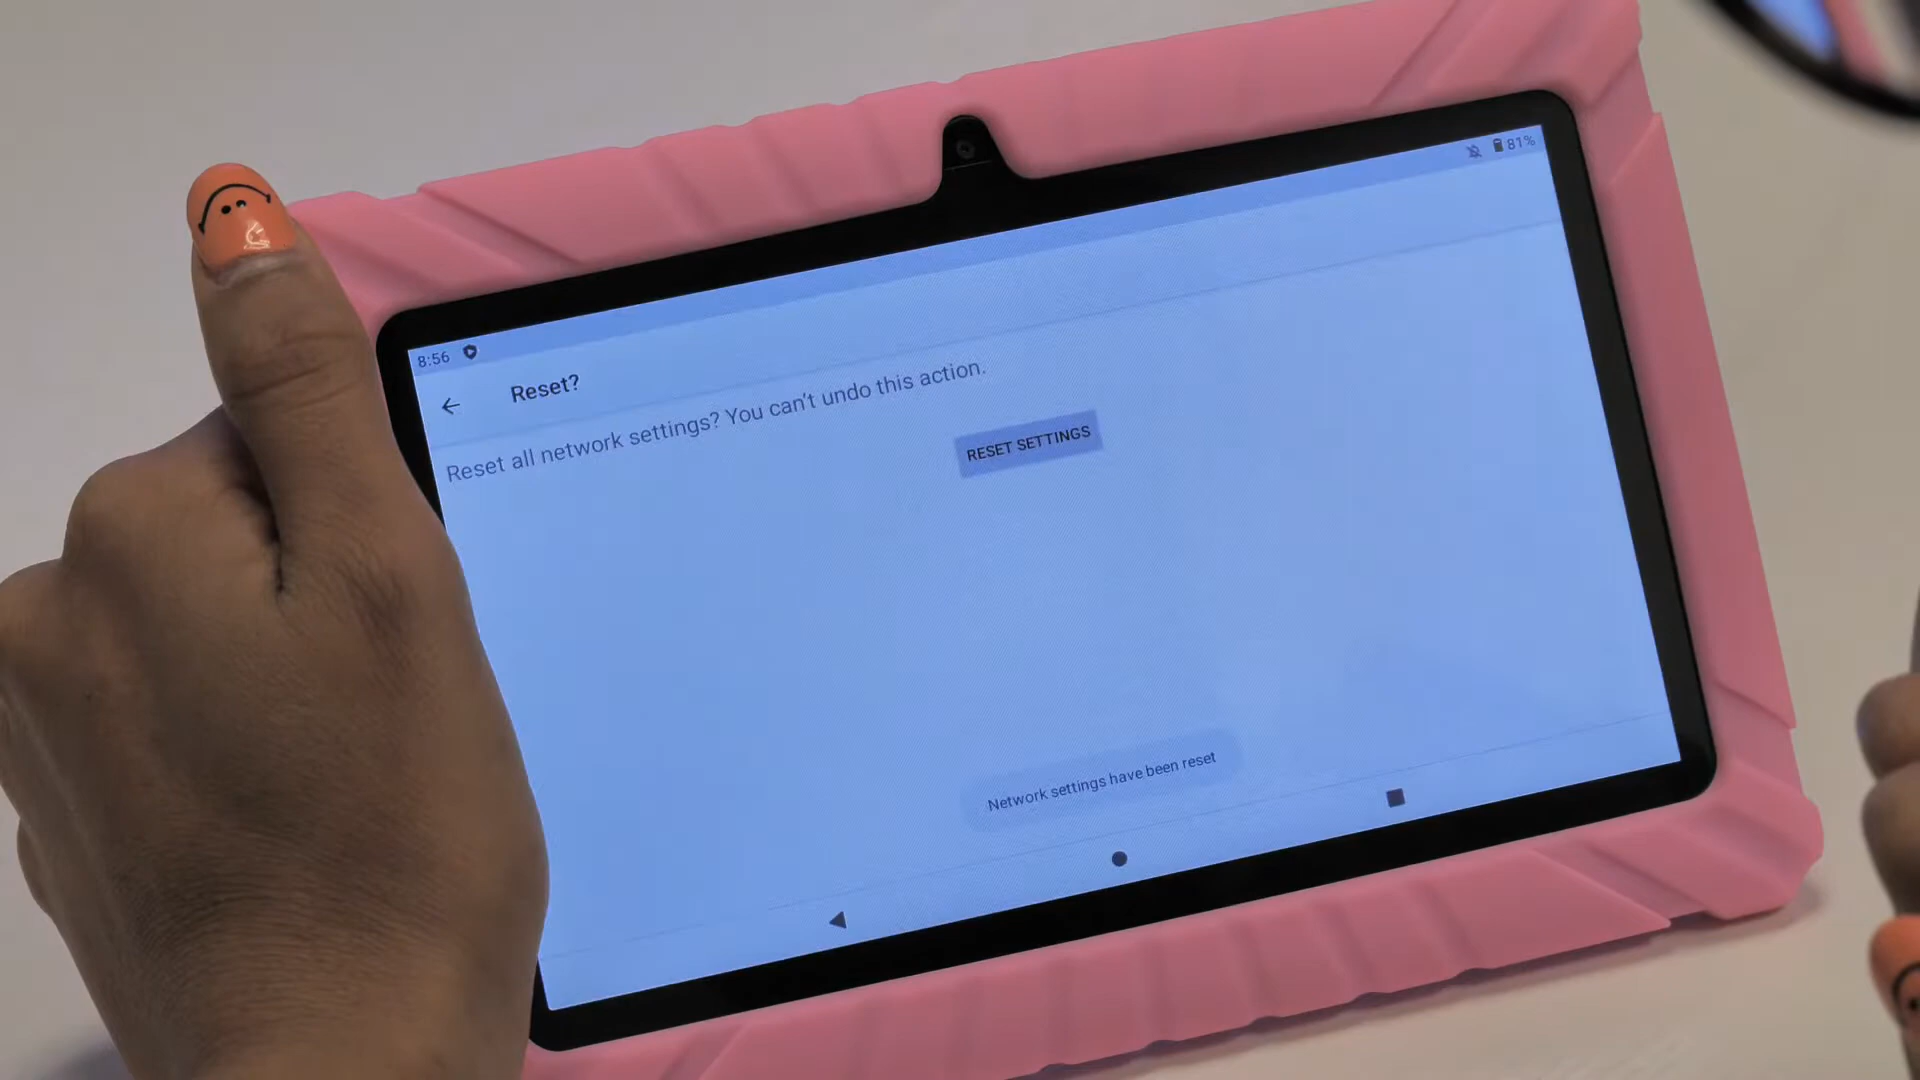 8:56
81%
Reset?
Reset all network settings? You can't undo this action.
RESET SETTINGS
Network settings have been reset